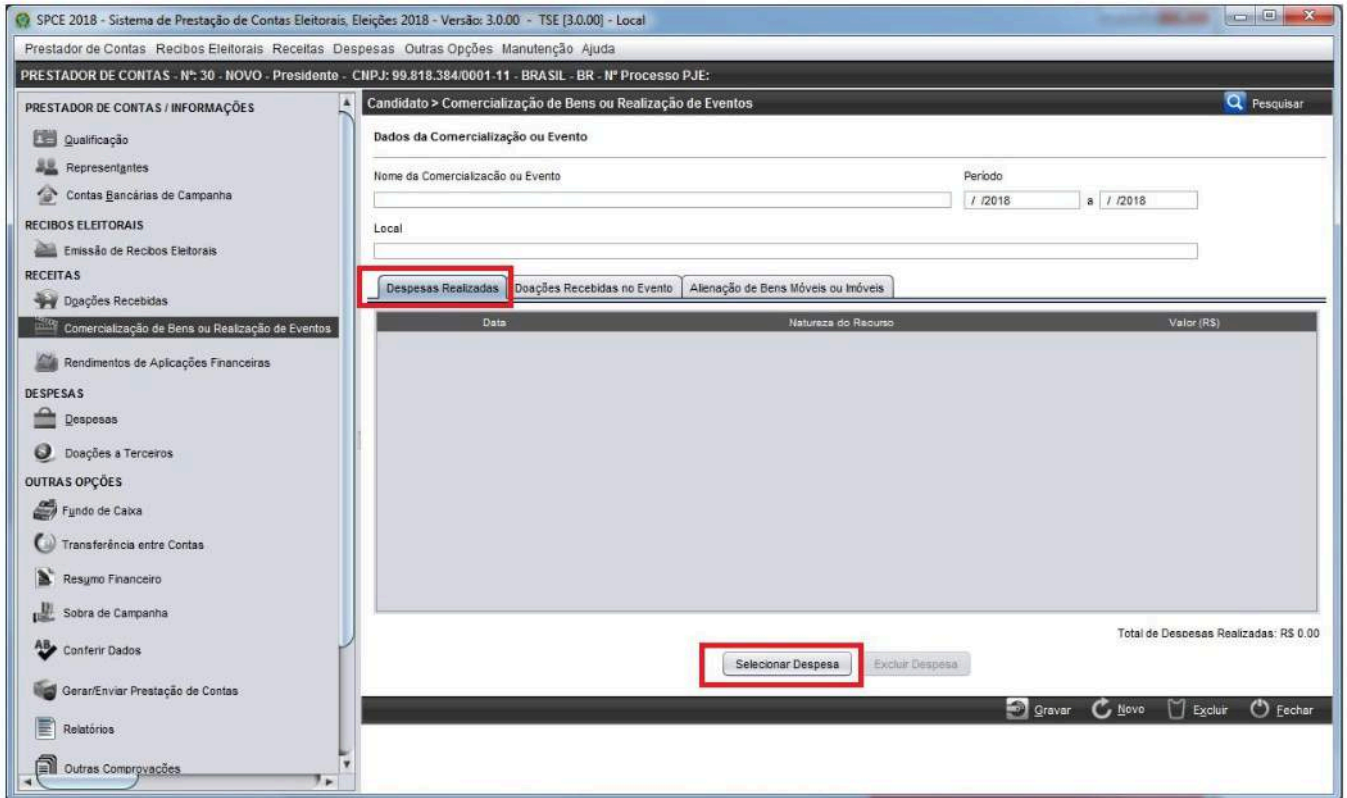 SPCE 2018 - Sistema de Prestação de Contas Eleitorais, Eleições 2018 - Versão: 3.0.00 - TSE [3.0.00] - Local
Prestador de Contas Recibos Eleitorais Receitas Despesas Outras Opções Manutenção Ajuda
PRESTADOR DE CONTAS - Nº: 30 - NOVO - Presidente - CNPJ: 99.818.384/0001-11 - BRASIL - BR - Nº Processo PJE:
PRESTADOR DE CONTAS / INFORMAÇÕES
Qualificação
Representantes
Contas Bancárias de Campanha
RECIBOS ELEITORAIS
Emissão de Recibos Eleitorais
RECEITAS
Doações Recebidas
Comercialização de Bens ou Realização de Eventos
Rendimentos de Aplicações Financeiras
DESPESAS
Despesas
Doações a Terceiros
OUTRAS OPÇÕES
Fundo de Caixa
Transferência entre Contas
Resumo Financeiro
Sobra de Campanha
Conferir Dados
Gerar/Enviar Prestação de Contas
Relatórios
Outras Comprovações
Candidato > Comercialização de Bens ou Realização de Eventos Pesquisar
Dados da Comercialização ou Evento
Nome da Comercialização ou Evento Período
/ /2018 a / /2018
Local
Despesas Realizadas Doações Recebidas no Evento Alienação de Bens Móveis ou Imóveis
Data Natureza do Recurso Valor (R$)
Total de Despesas Realizadas: R$ 0.00
Selecionar Despesa Excluir Despesa
Gravar Novo Excluir Fechar